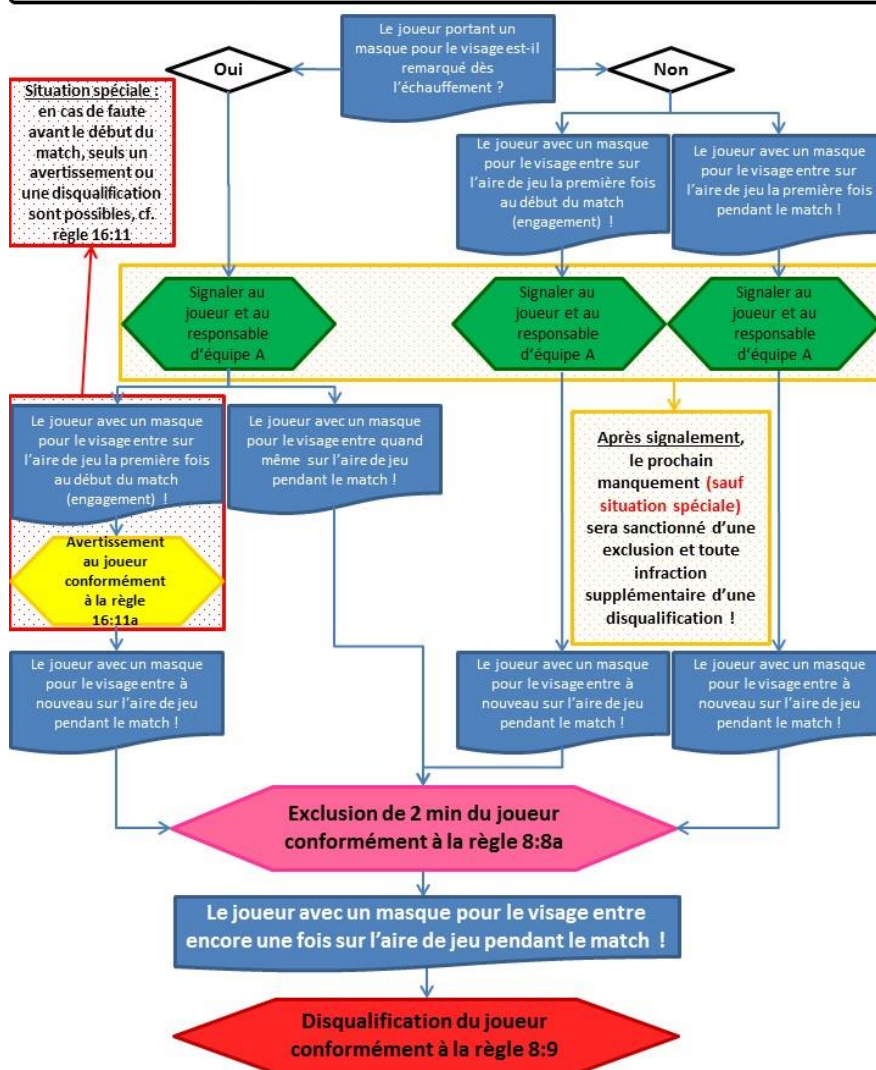 Le joueur portant un
masque pour le visage est-il
remarqué dès
l'échauffement ?
Oui
Non
Situation spéciale :
en cas de faute
avant le début du
match, seuls un
avertissement ou
une disqualification
sont possibles, cf.
règle 16:11
Le joueur avec un masque
pour le visage entre sur
l'aire de jeu la première fois
au début du match
(engagement) !
Le joueur avec un masque
pour le visage entre sur
l'aire de jeu la première fois
pendant le match !
Signaler au
joueur et au
responsable
d'équipe A
Signaler au
joueur et au
responsable
d'équipe A
Signaler au
joueur et au
responsable
d'équipe A
Le joueur avec un masque
pour le visage entre sur
l'aire de jeu la première fois
au début du match
(engagement) !
Le joueur avec un masque
pour le visage entre quand
même sur l'aire de jeu
pendant le match !
Après signalement,
le prochain
manquement (sauf
situation spéciale)
sera sanctionné d'une
exclusion et toute
infraction
supplémentaire d'une
disqualification !
Avertissement
au joueur
conformément
à la règle
16:11a
Le joueur avec un masque
pour le visage entre à
nouveau sur l'aire de jeu
pendant le match !
Le joueur avec un masque
pour le visage entre à
nouveau sur l'aire de jeu
pendant le match !
Le joueur avec un masque
pour le visage entre à
nouveau sur l'aire de jeu
pendant le match !
Exclusion de 2 min du joueur
conformément à la règle 8:8a
Le joueur avec un masque pour le visage entre
encore une fois sur l'aire de jeu pendant le match !
Disqualification du joueur
conformément à la règle 8:9